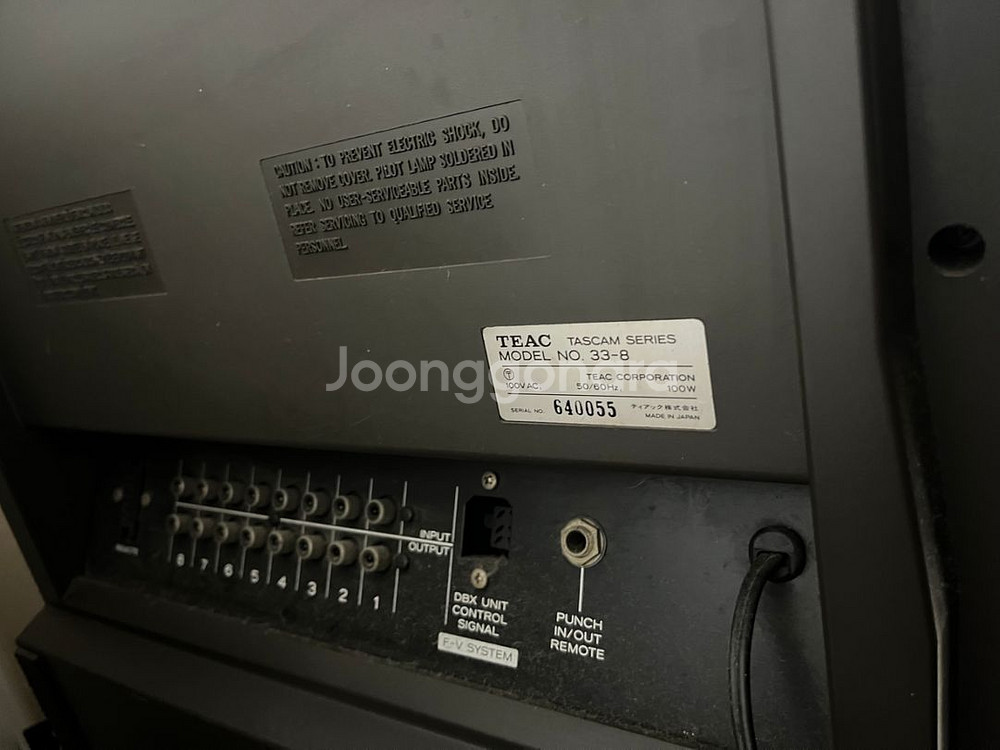 CAUTION : TO PREVENT ELECTRIC SHOCK, DO
NOT REMOVE COVER. PILOT LAMP SOLDERED IN
PLACE. NO USER-SERVICEABLE PARTS INSIDE.
REFER SERVICING TO QUALIFIED SERVICE
PERSONNEL.
TEAC TASCAM SERIES
MODEL NO. 33-8
Joonggonara
TEAC CORPORATION
100V AC, 50/60Hz, 100W
SERIAL NO. 640055 ティアック株式会社
MADE IN JAPAN
INPUT
OUTPUT
8 7 6 5 4 3 2 1
REMOTE
DBX UNIT
CONTROL
SIGNAL
F.-V SYSTEM
PUNCH
IN/OUT
REMOTE